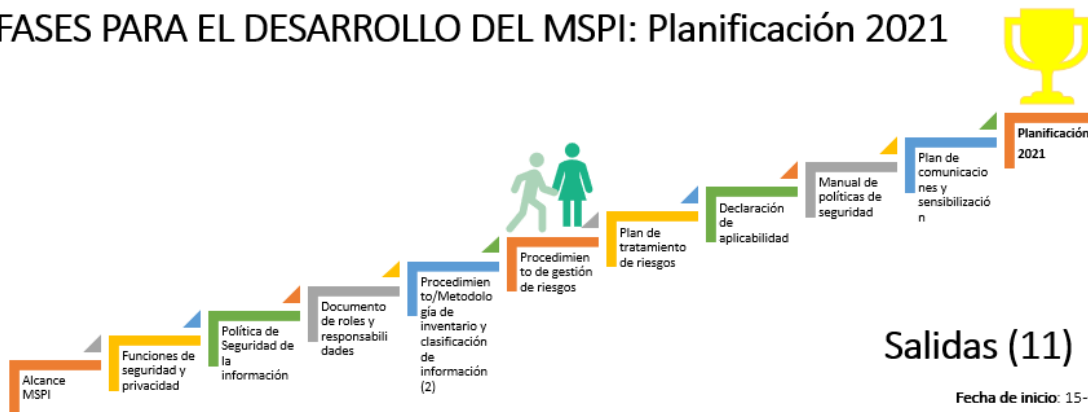 FASES PARA EL DESARROLLO DEL MSPI: Planificación 2021
Alcance
MSPI
Funciones de
seguridad y
privacidad
Política de
Seguridad de
la
información
Documento
de roles y
responsabili
dades
Procedimien
to/Metodolo
gía de
inventario y
clasificación
de
información
(2)
Procedimien
to de gestión
de riesgos
Plan de
tratamiento
de riesgos
Declaración
de
aplicabilidad
Manual de
políticas de
seguridad
Plan de
comunicacio
nes y
sensibilizació
n
Planificación
2021
Salidas (11)
Fecha de inicio: 15-